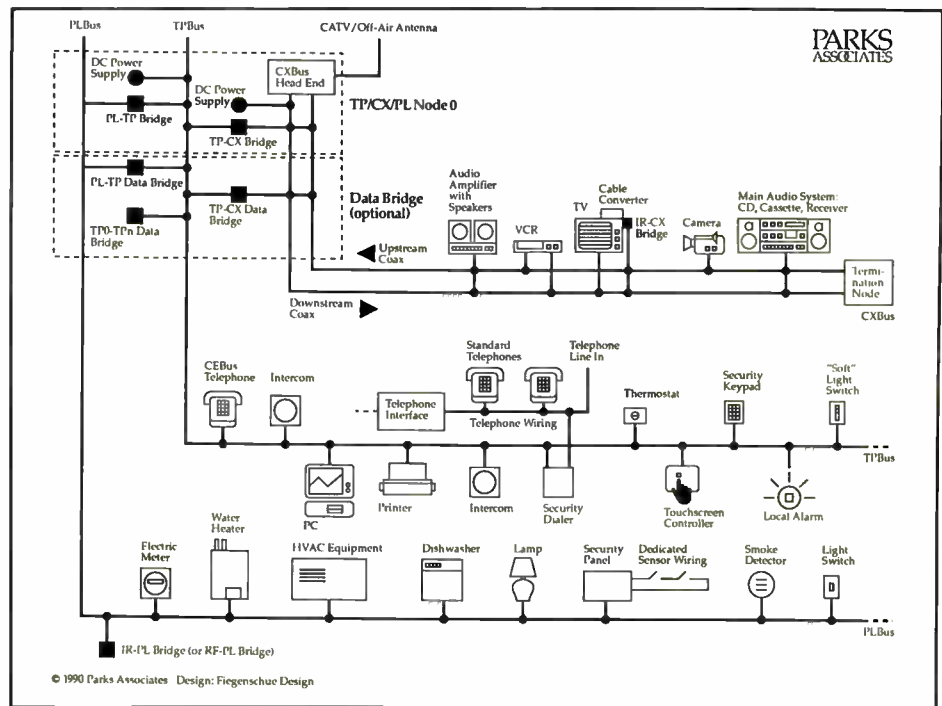 PLBus
TPBus
CATV/Off-Air Antenna
PARKS
ASSOCIATES
DC Power
Supply
CXBus
Head End
DC Power
Supply
TP/CX/PL Node 0
PL-TP Bridge
TP-CX Bridge
PL-TP Data Bridge
TP-CX Data
Bridge
Data Bridge
(optional)
TP0-TPn Data
Bridge
Upstream
Coax
Downstream
Coax
Audio
Amplifier
with
Speakers
VCR
TV
Cable
Converter
IR-CX
Bridge
Camera
Main Audio System:
CD, Cassette, Receiver
Termi-
nation
Node
CXBus
CEBus
Telephone
Intercom
Standard
Telephones
Telephone
Line In
Telephone
Interface
Telephone Wiring
Thermostat
Security
Keypad
"Soft"
Light
Switch
TPBus
PC
Printer
Intercom
Security
Dialer
Touchscreen
Controller
Local Alarm
Electric
Meter
Water
Heater
HVAC Equipment
Dishwasher
Lamp
Security
Panel
Dedicated
Sensor Wiring
Smoke
Detector
Light
Switch
PLBus
IR-PL Bridge (or RF-PL Bridge)
© 1990 Parks Associates Design: Fiegenschue Design